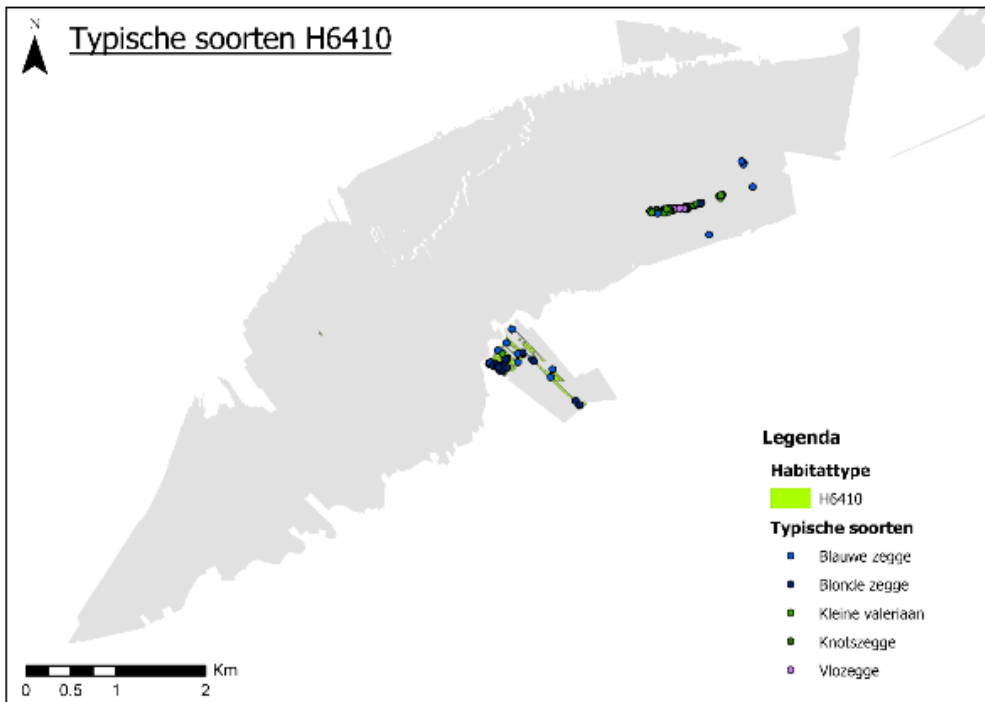 N
Typische soorten H6410
Legenda
Habitattype
H6410
Typische soorten
Blauwe zegge
Blonde zegge
Kleine valeriaan
Knotszegge
Vlozegge
Km
0 0.5 1 2